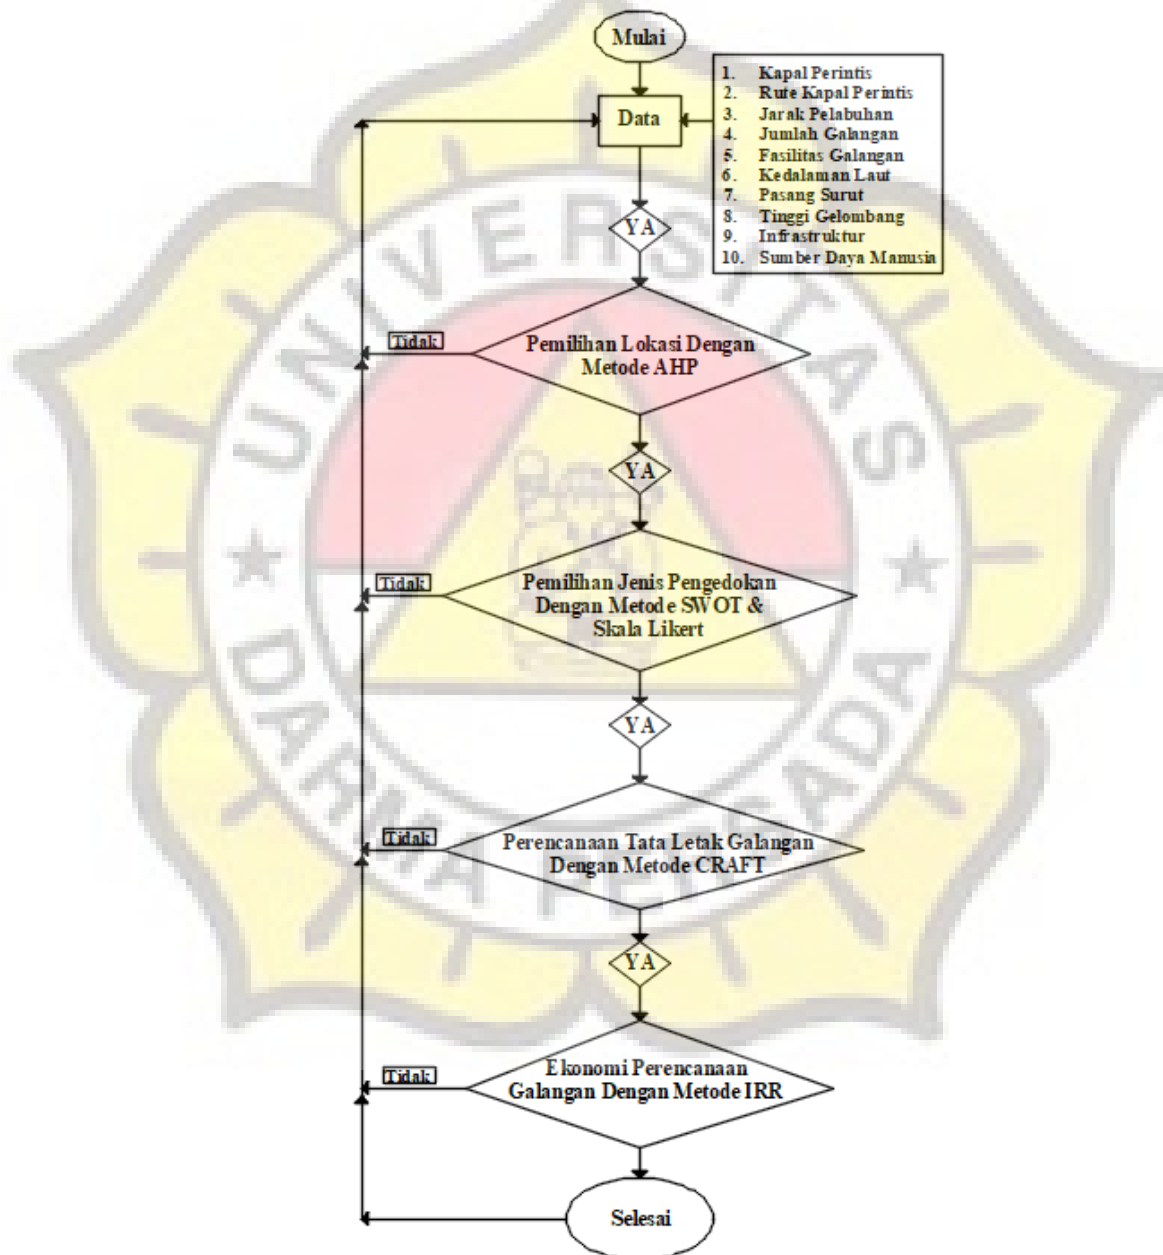 Mulai
Data
1. Kapal Perintis
2. Rute Kapal Perintis
3. Jarak Pelabuhan
4. Jumlah Galangan
5. Fasilitas Galangan
6. Kedalaman Laut
7. Pasang Surut
8. Tinggi Gelombang
9. Infrastruktur
10. Sumber Daya Manusia
YA
Tidak
Pemilihan Lokasi Dengan
Metode AHP
YA
Tidak
Pemilihan Jenis Pengedokan
Dengan Metode SWOT &
Skala Likert
YA
Tidak
Perencanaan Tata Letak Galangan
Dengan Metode CRAFT
YA
Tidak
Ekonomi Perencanaan
Galangan Dengan Metode IRR
Selesai
UNIVERSITAS
DARMA PERSADA